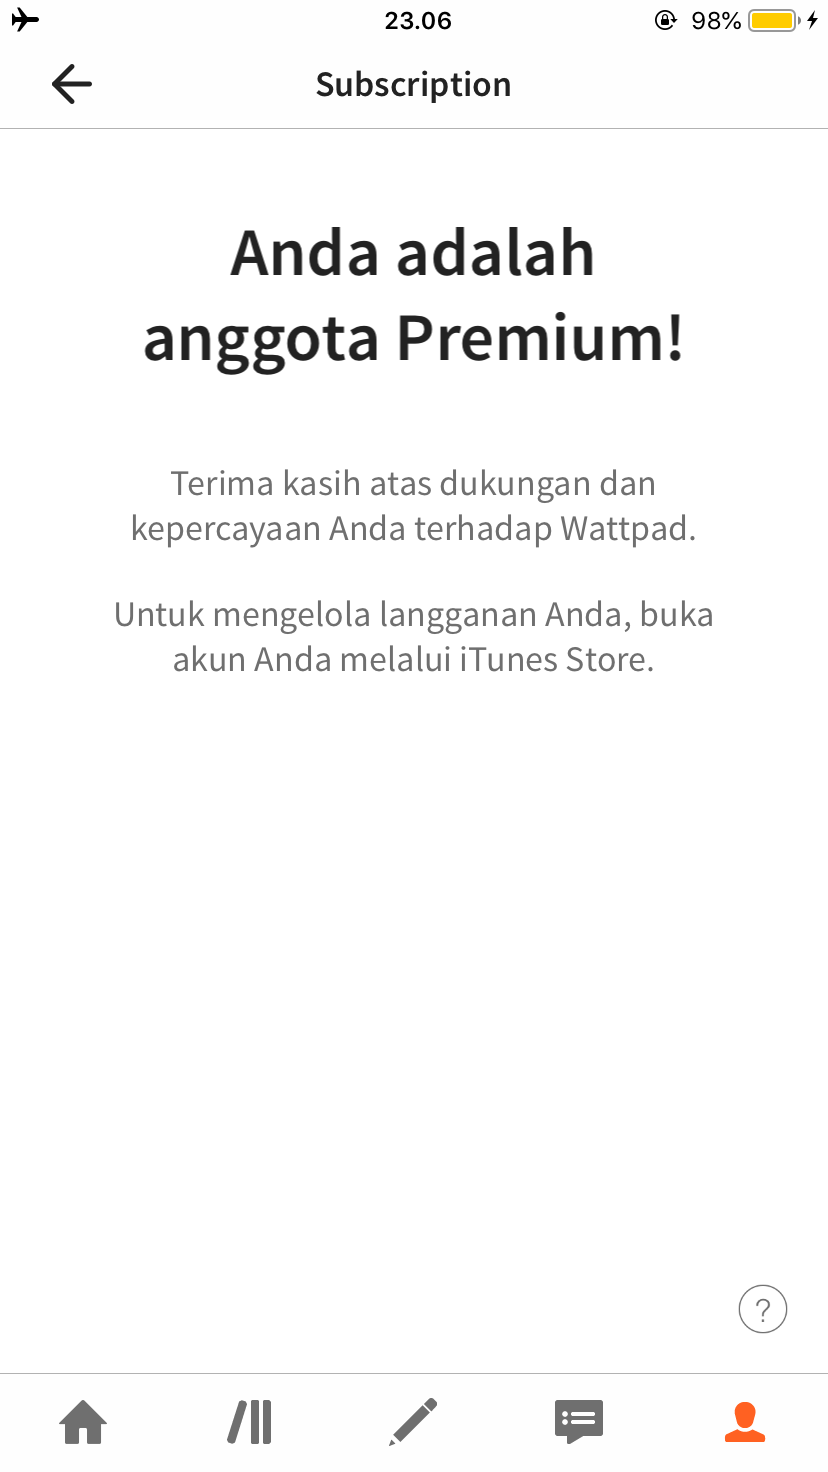 23.06
98%
Subscription
Anda adalah
anggota Premium!
Terima kasih atas dukungan dan
kepercayaan Anda terhadap Wattpad.
Untuk mengelola langganan Anda, buka
akun Anda melalui iTunes Store.
?